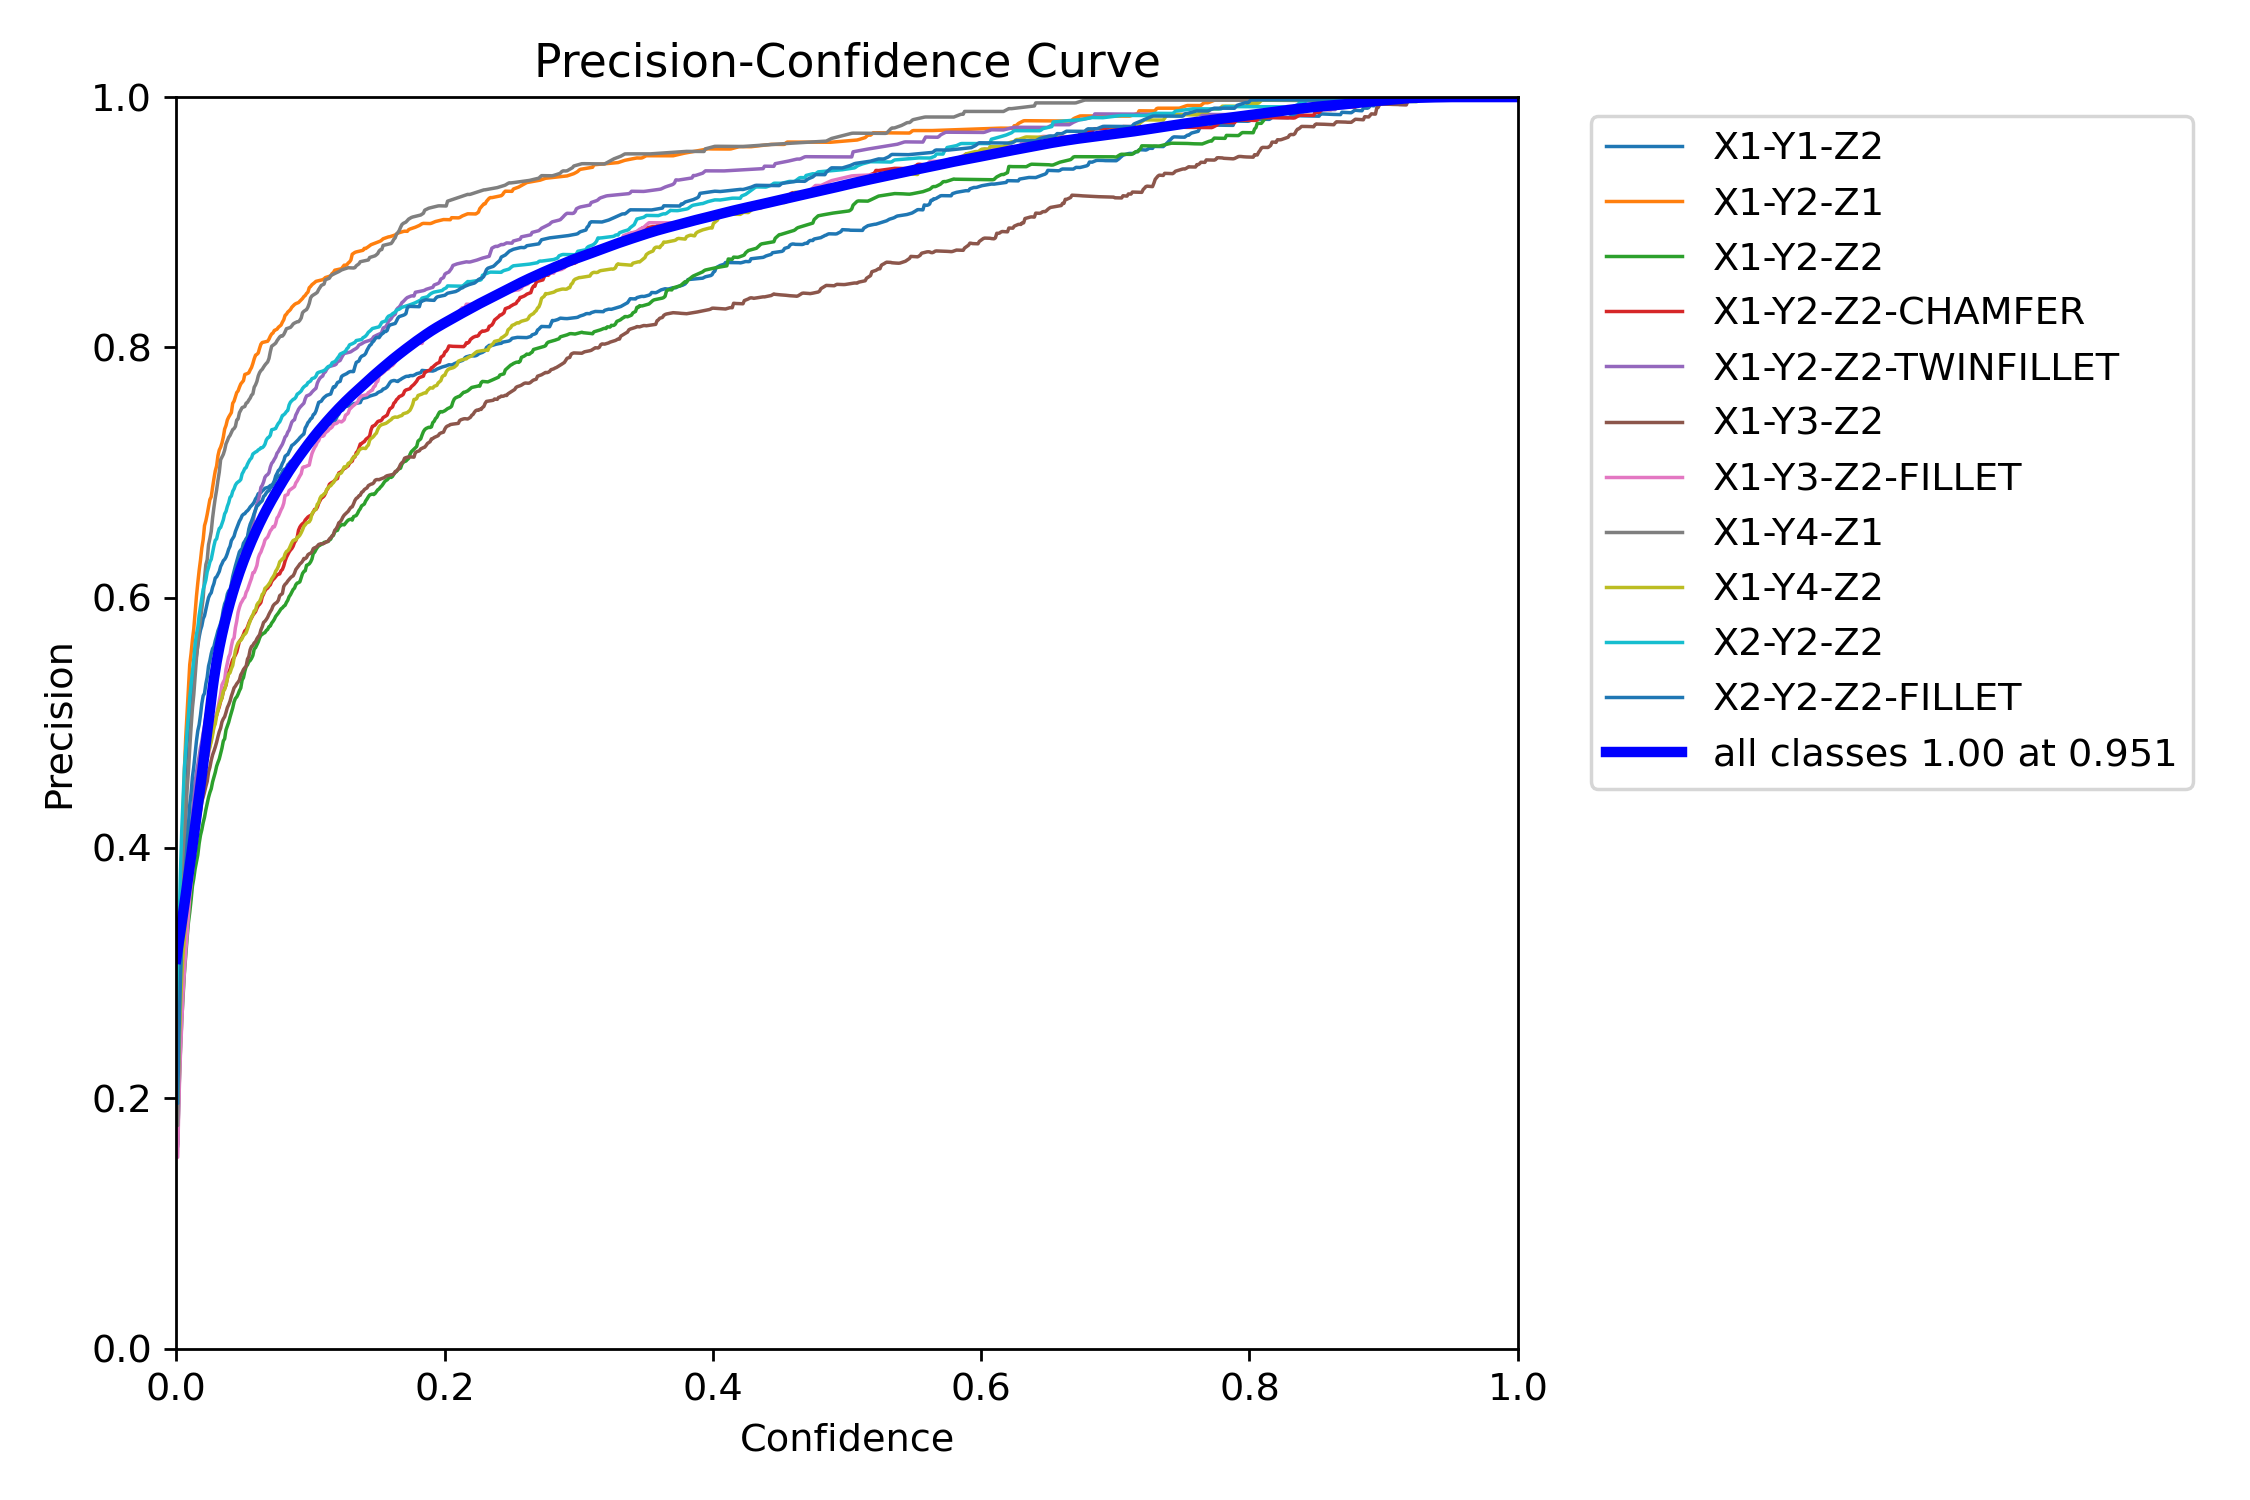 Precision-Confidence Curve
1.0
0.8
0.6
0.4
0.2
0.0
Precision
0.0 0.2 0.4 0.6 0.8 1.0
Confidence
X1-Y1-Z2
X1-Y2-Z1
X1-Y2-Z2
X1-Y2-Z2-CHAMFER
X1-Y2-Z2-TWINFILLET
X1-Y3-Z2
X1-Y3-Z2-FILLET
X1-Y4-Z1
X1-Y4-Z2
X2-Y2-Z2
X2-Y2-Z2-FILLET
all classes 1.00 at 0.951